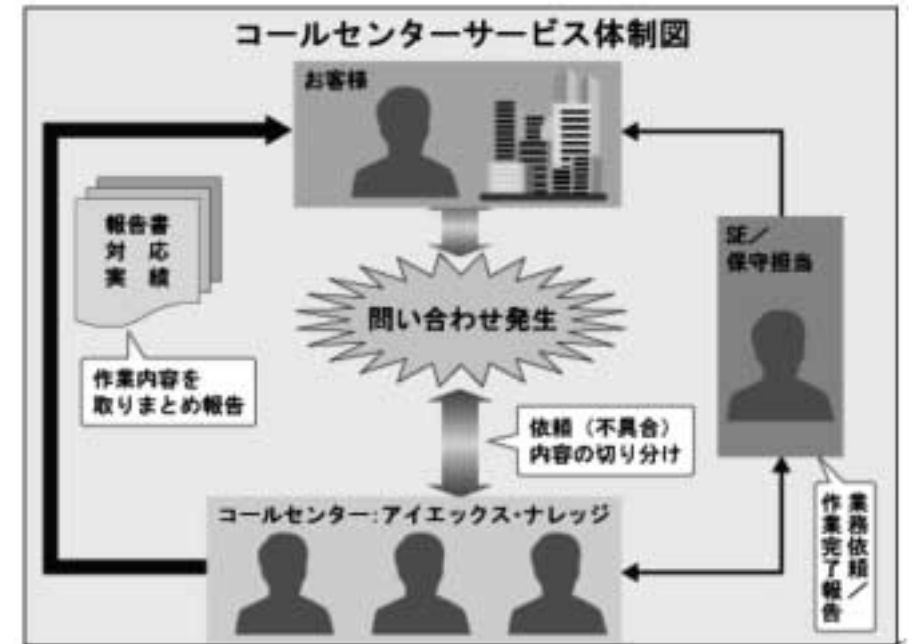 コールセンターサービス体制図
お客様
報告書
対　応
実　績
作業内容を
取りまとめ報告
問い合わせ発生
依頼（不具合）
内容の切り分け
SE／
保守担当
業務依頼／
作業完了報告
コールセンター：アイエックス・ナレッジ